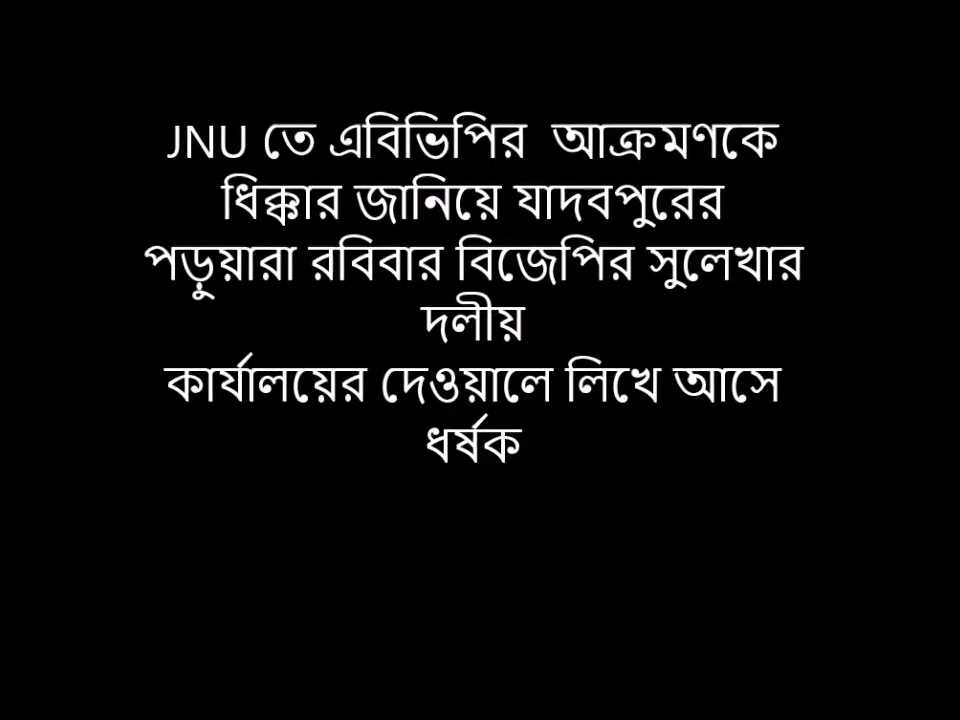 JNU তে এবিভিপির  আক্রমণকে
ধিক্কার জানিয়ে যাদবপুরের
পড়ুয়ারা রবিবার বিজেপির সুলেখার
দলীয়
কার্যালয়ের দেওয়ালে লিখে আসে
ধর্ষক